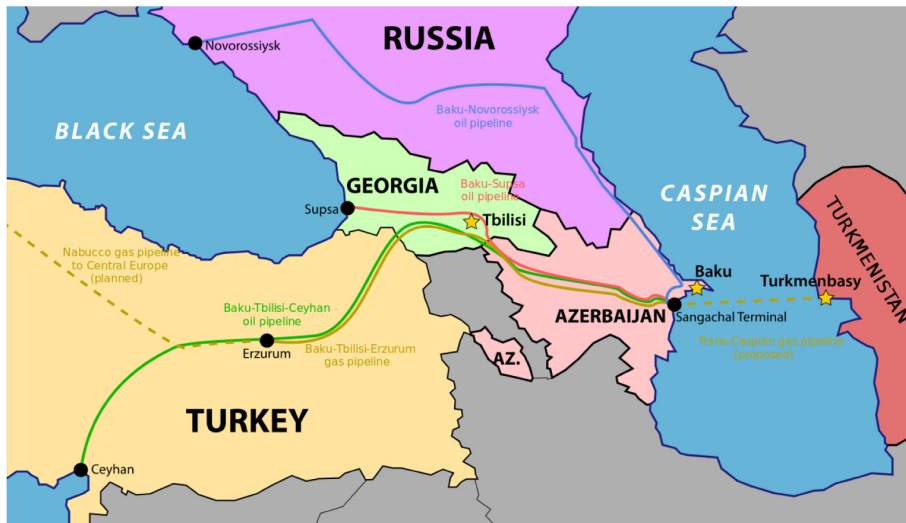 RUSSIA
Novorossiysk
Baku-Novorossiysk
oil pipeline
BLACK SEA
GEORGIA
Baku-Supsa
oil pipeline
Supsa
Tbilisi
CASPIAN
SEA
TURKMENISTAN
Nabucco gas pipeline
to Central Europe
(planned)
Baku
Turkmenbasy
Baku-Tbilisi-Ceyhan
oil pipeline
AZERBAIJAN
Sangachal Terminal
Erzurum
Baku-Tbilisi-Erzurum
gas pipeline
Trans-Caspian gas pipeline
(proposed)
AZ.
TURKEY
Ceyhan